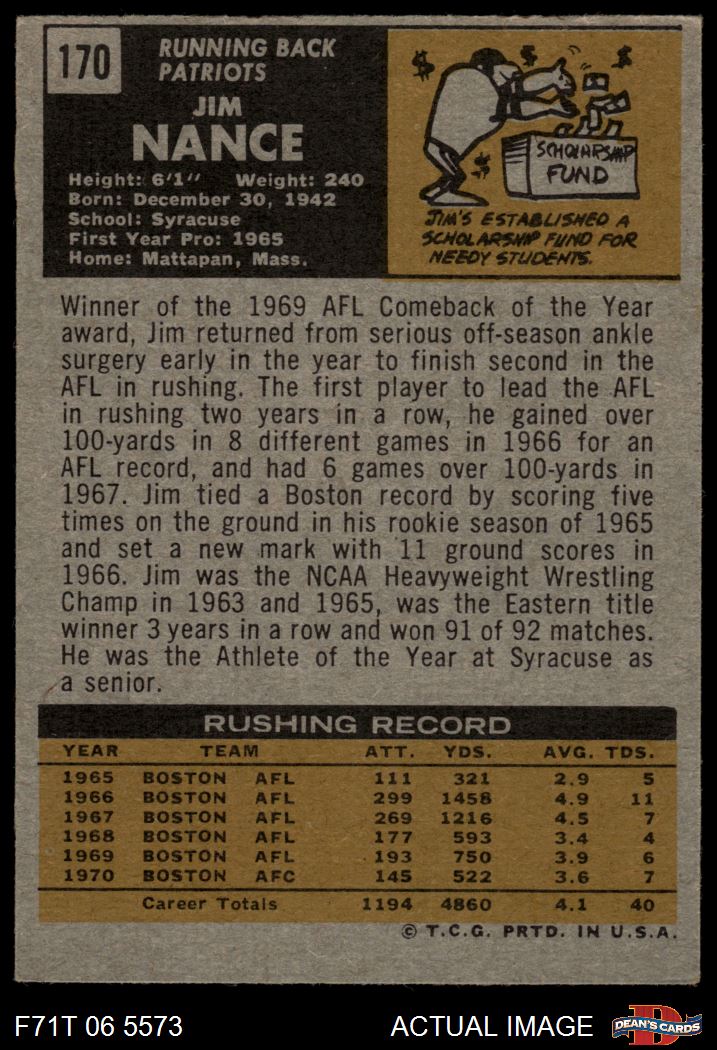 170
RUNNING BACK
PATRIOTS
JIM
NANCE
Height: 6'1" Weight: 240
Born: December 30, 1942
School: Syracuse
First Year Pro: 1965
Home: Mattapan, Mass.
$ $ $ $
SCHOLARSHIP
FUND
JIM'S ESTABLISHED A
SCHOLARSHIP FUND FOR
NEEDY STUDENTS.
Winner of the 1969 AFL Comeback of the Year
award, Jim returned from serious off-season ankle
surgery early in the year to finish second in the
AFL in rushing. The first player to lead the AFL
in rushing two years in a row, he gained over
100-yards in 8 different games in 1966 for an
AFL record, and had 6 games over 100-yards in
1967. Jim tied a Boston record by scoring five
times on the ground in his rookie season of 1965
and set a new mark with 11 ground scores in
1966. Jim was the NCAA Heavyweight Wrestling
Champ in 1963 and 1965, was the Eastern title
winner 3 years in a row and won 91 of 92 matches.
He was the Athlete of the Year at Syracuse as
a senior.
RUSHING RECORD
YEAR TEAM ATT. YDS. AVG. TDS.
1965 BOSTON AFL 111 321 2.9 5
1966 BOSTON AFL 299 1458 4.9 11
1967 BOSTON AFL 269 1216 4.5 7
1968 BOSTON AFL 177 593 3.4 4
1969 BOSTON AFL 193 750 3.9 6
1970 BOSTON AFC 145 522 3.6 7
Career Totals 1194 4860 4.1 40
© T.C.G. PRTD. IN U.S.A.
F71T 06 5573 ACTUAL IMAGE D DEAN'S CARDS